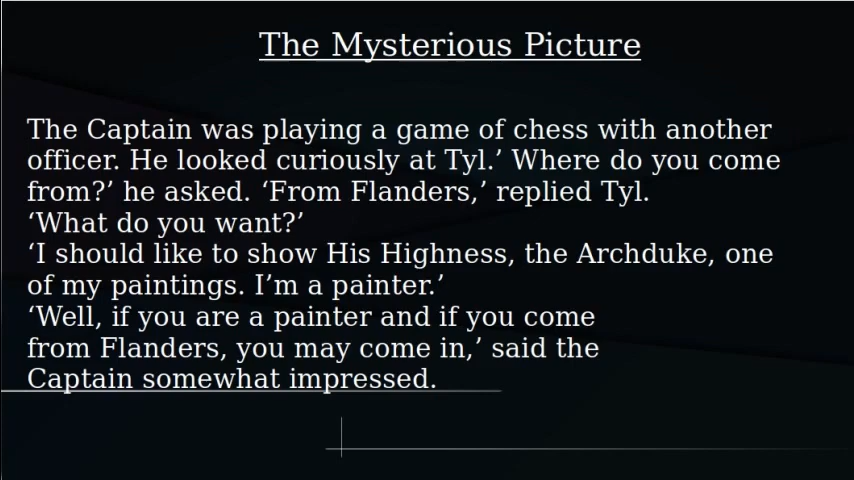 The Mysterious Picture
The Captain was playing a game of chess with another
officer. He looked curiously at Tyl.’ Where do you come
from?’ he asked. ‘From Flanders,’ replied Tyl.
‘What do you want?’
‘I should like to show His Highness, the Archduke, one
of my paintings. I’m a painter.’
‘Well, if you are a painter and if you come
from Flanders, you may come in,’ said the
Captain somewhat impressed.